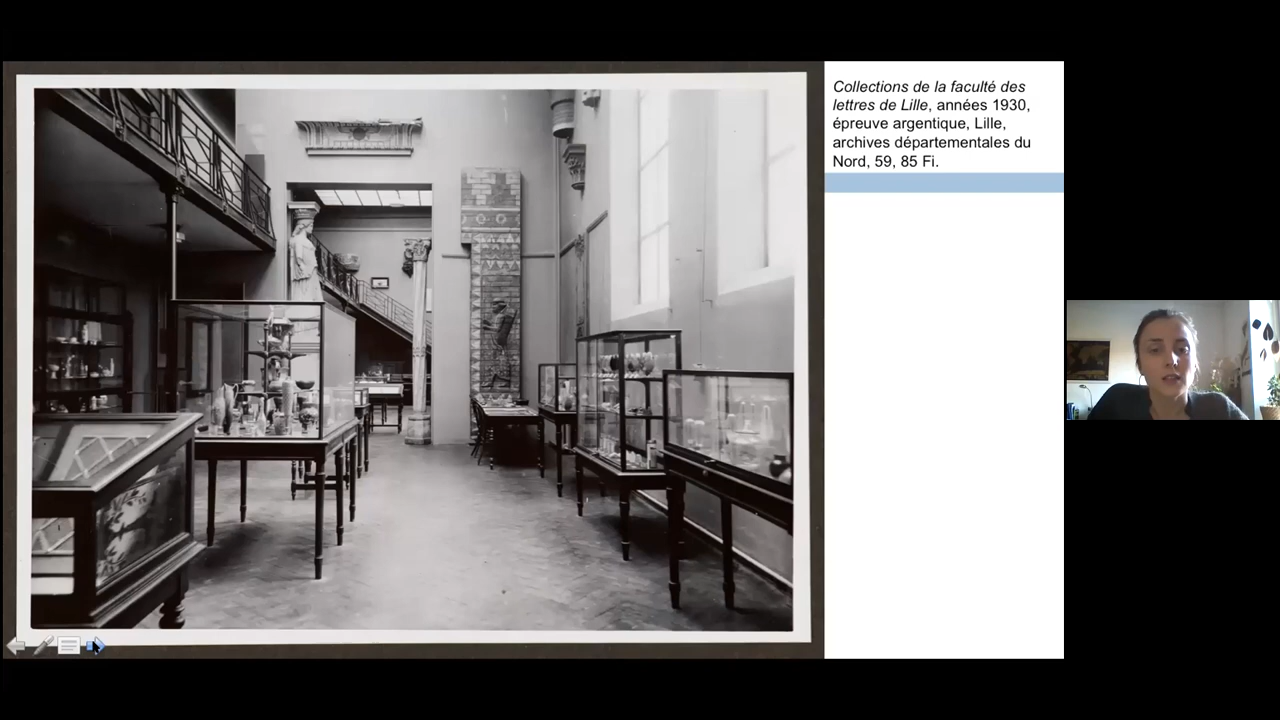 Collections de la faculté des
lettres de Lille, années 1930,
épreuve argentique, Lille,
archives départementales du
Nord, 59, 85 Fi.